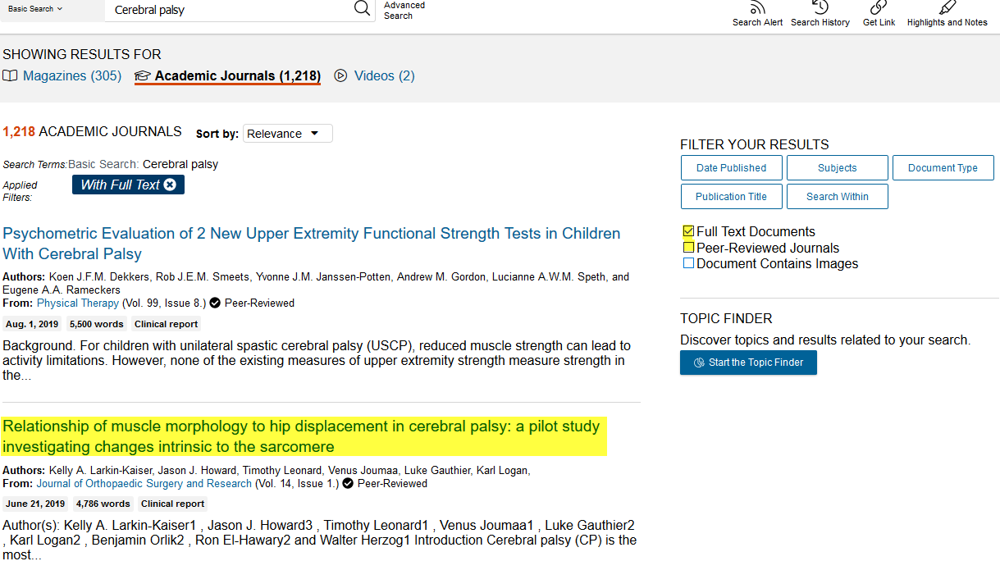 Basic Search
Cerebral palsy
Advanced
Search
Search Alert
Search History
Get Link
Highlights and Notes
SHOWING RESULTS FOR
Magazines (305)
Academic Journals (1,218)
Videos (2)
1,218 ACADEMIC JOURNALS
Sort by: Relevance
Search Terms:Basic Search: Cerebral palsy
Applied
Filters:
With Full Text
Psychometric Evaluation of 2 New Upper Extremity Functional Strength Tests in Children
With Cerebral Palsy
Authors: Koen J.F.M. Dekkers, Rob J.E.M. Smeets, Yvonne J.M. Janssen-Potten, Andrew M. Gordon, Lucianne A.W.M. Speth, and
Eugene A.A. Rameckers
From: Physical Therapy (Vol. 99, Issue 8.) Peer-Reviewed
Aug. 1, 2019 5,500 words Clinical report
Background. For children with unilateral spastic cerebral palsy (USCP), reduced muscle strength can lead to
activity limitations. However, none of the existing measures of upper extremity strength measure strength in
the...
Relationship of muscle morphology to hip displacement in cerebral palsy: a pilot study
investigating changes intrinsic to the sarcomere
Authors: Kelly A. Larkin-Kaiser, Jason J. Howard, Timothy Leonard, Venus Joumaa, Luke Gauthier, Karl Logan,
From: Journal of Orthopaedic Surgery and Research (Vol. 14, Issue 1.) Peer-Reviewed
June 21, 2019 4,786 words Clinical report
Author(s): Kelly A. Larkin-Kaiser1 , Jason J. Howard3 , Timothy Leonard1 , Venus Joumaa1 , Luke Gauthier2
, Karl Logan2 , Benjamin Orlik2 , Ron El-Hawary2 and Walter Herzog1 Introduction Cerebral palsy (CP) is the
most...
FILTER YOUR RESULTS
Date Published
Subjects
Document Type
Publication Title
Search Within
Full Text Documents
Peer-Reviewed Journals
Document Contains Images
TOPIC FINDER
Discover topics and results related to your search.
Start the Topic Finder